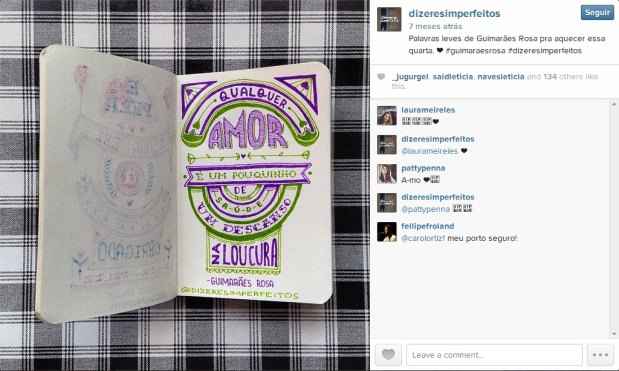 QUALQUER
AMOR
É UM POUQUINHO
DE
SAÚDE
UM DESCANSO
NA LOUCURA
-GUIMARÃES ROSA
@DIZERESIMPERFEITOS
OBRIGADO
dizeresimperfeitos
Seguir
7 meses atrás
Palavras leves de Guimarães Rosa pra aquecer essa
quarta. ❤ #guimaraesrosa #dizeresimperfeitos
_jugurgel, saidleticia, navesleticia and 134 others like
this.
laurameireles
❤
dizeresimperfeitos
@laurameireles ❤
pattypenna
A-mo ❤
dizeresimperfeitos
@pattypenna
fellipefroland
@carolortizf meu porto seguro!
Leave a comment...